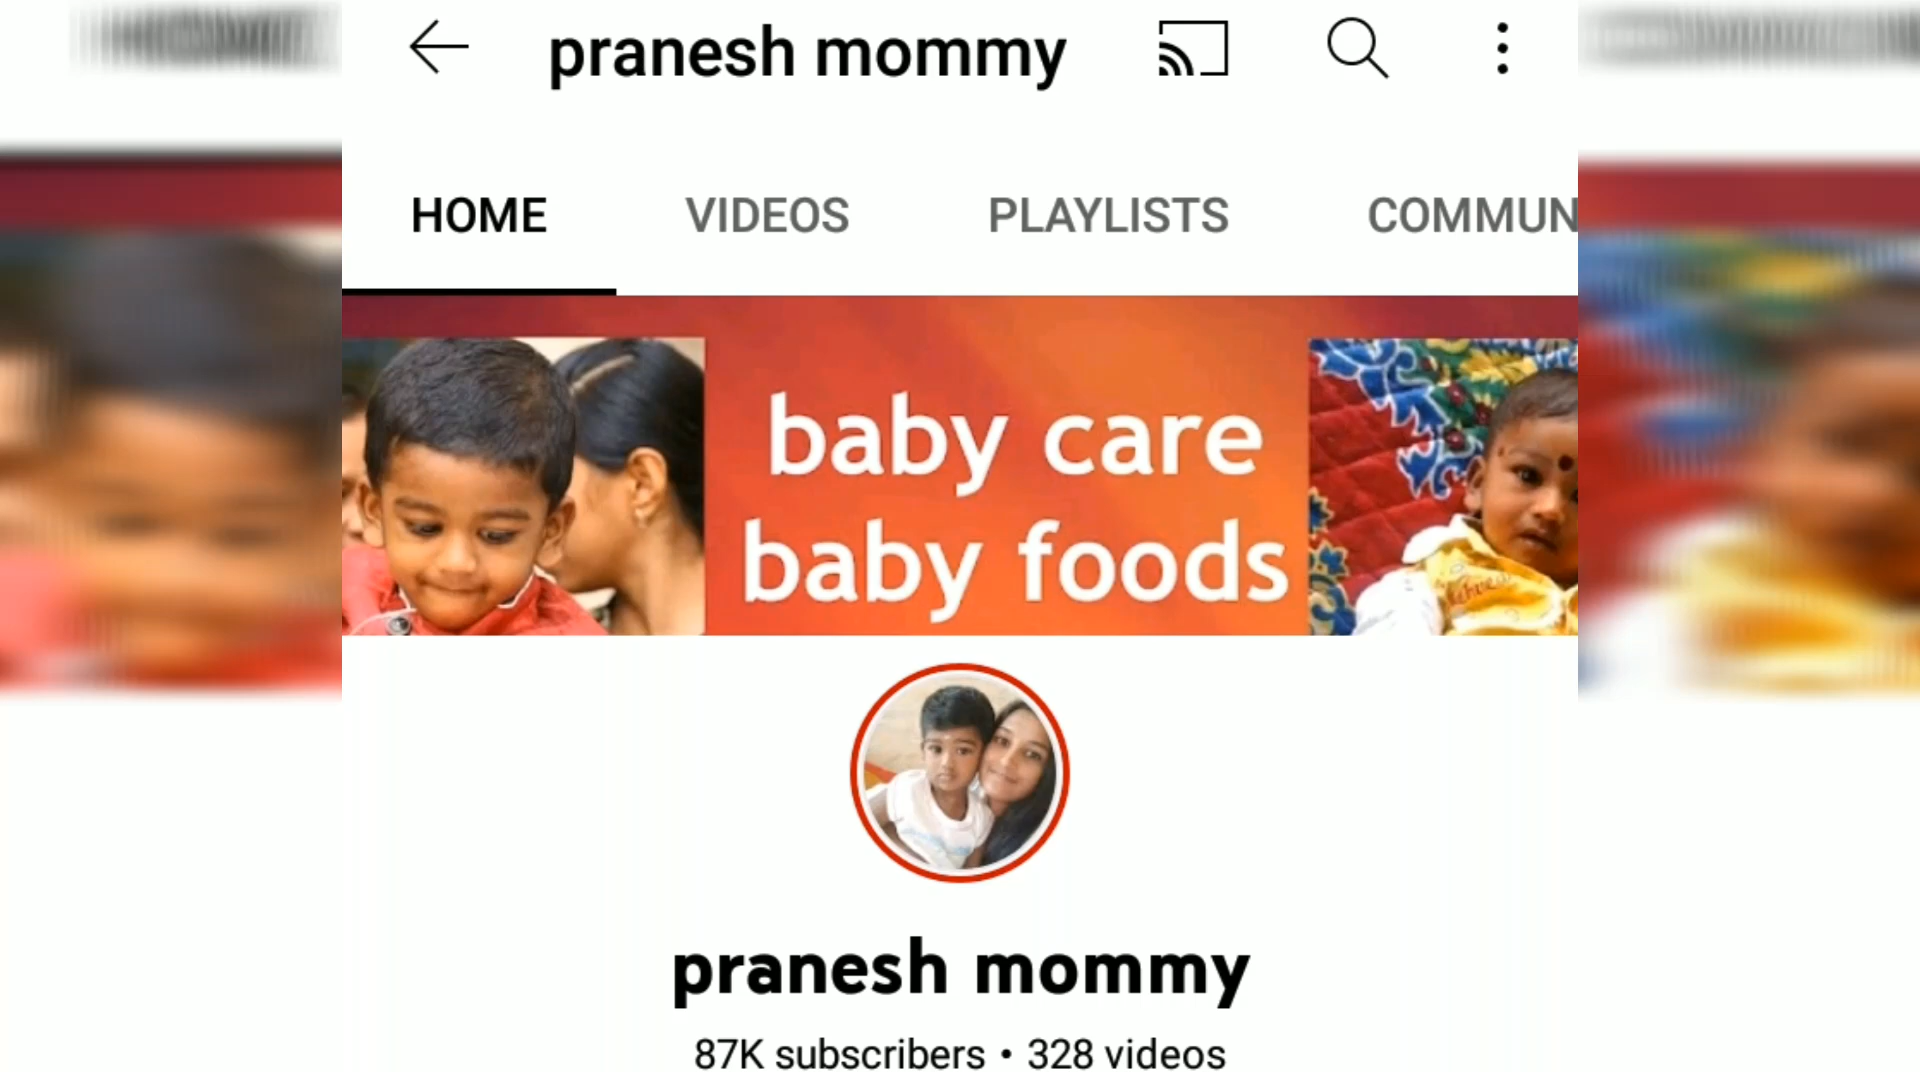 pranesh mommy
HOME VIDEOS PLAYLISTS COMMUN
baby care
baby foods
pranesh mommy
87K subscribers • 328 videos